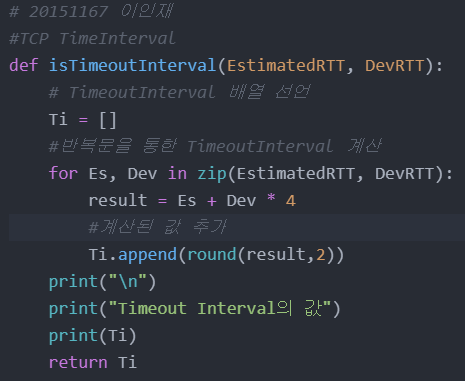 # 20151167 이인재
#TCP TimeInterval
def isTimeoutInterval(EstimatedRTT, DevRTT):
    # TimeoutInterval 배열 선언
    Ti = []
    #반복문을 통한 TimeoutInterval 계산
    for Es, Dev in zip(EstimatedRTT, DevRTT):
        result = Es + Dev * 4
        #계산된 값 추가
        Ti.append(round(result,2))
    print("\n")
    print("Timeout Interval의 값")
    print(Ti)
    return Ti